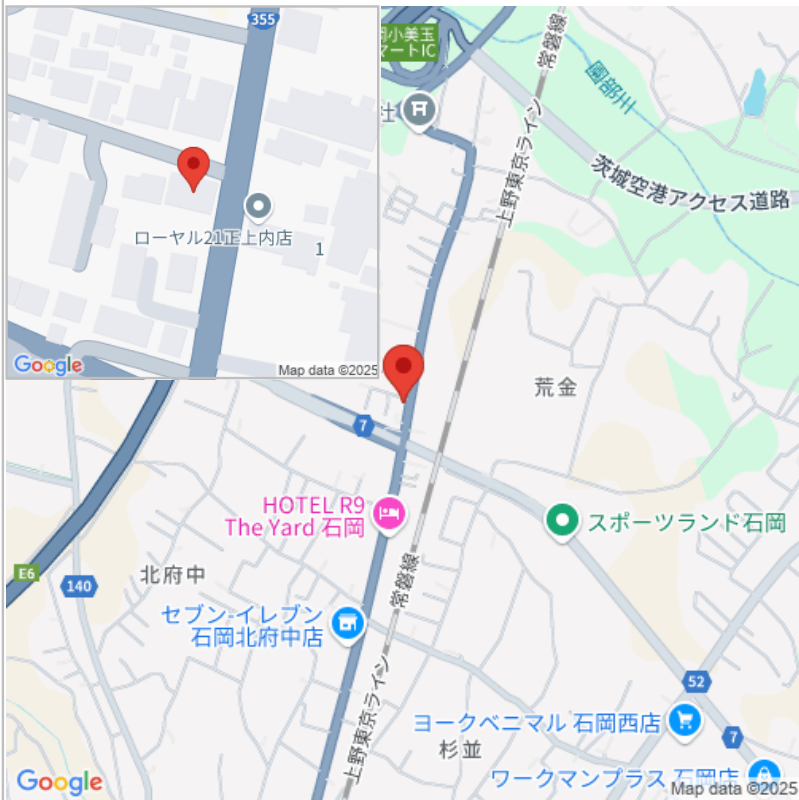 355
ローヤル21正上内店
1
Google
Map data ©2025
小美玉
マートIC
社
常磐線
園部川
上野東京ライン
茨城空港アクセス道路
荒金
7
HOTEL R9
The Yard 石岡
スポーツランド石岡
E6
140
北府中
常磐線
セブン-イレブン
石岡北府中店
52
ヨークベニマル 石岡西店
7
上野東京ライン
杉並
ワークマンプラス 石岡店
Google
Map data ©2025